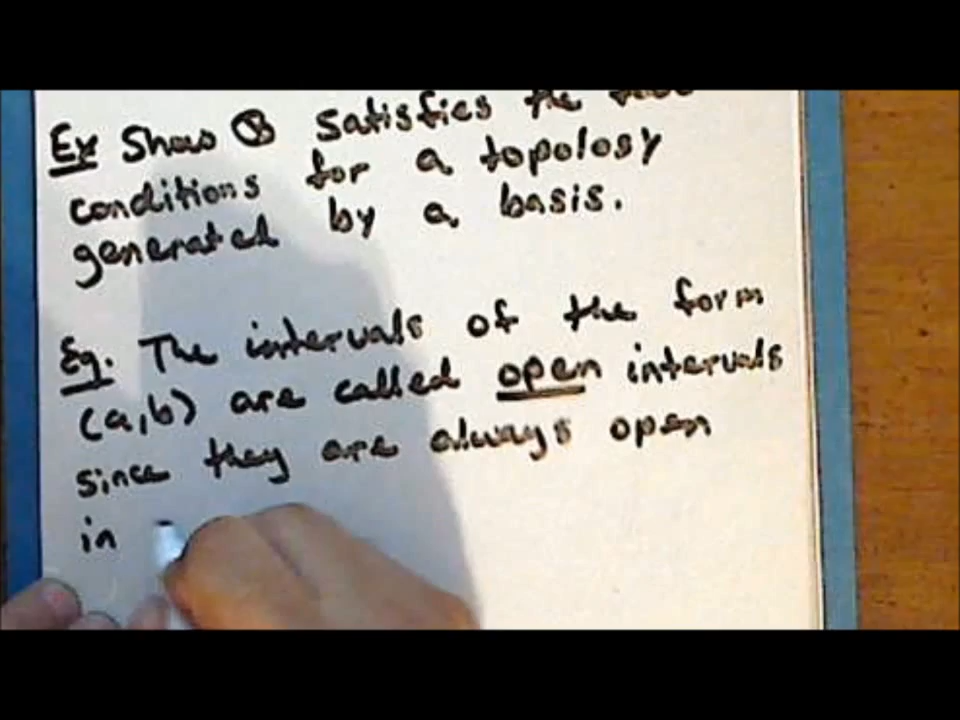 Ex Show B satisfies the
conditions for a topology
generated by a basis.
Eg. The intervals of the form
(a,b) are called open intervals
since they are always open
in